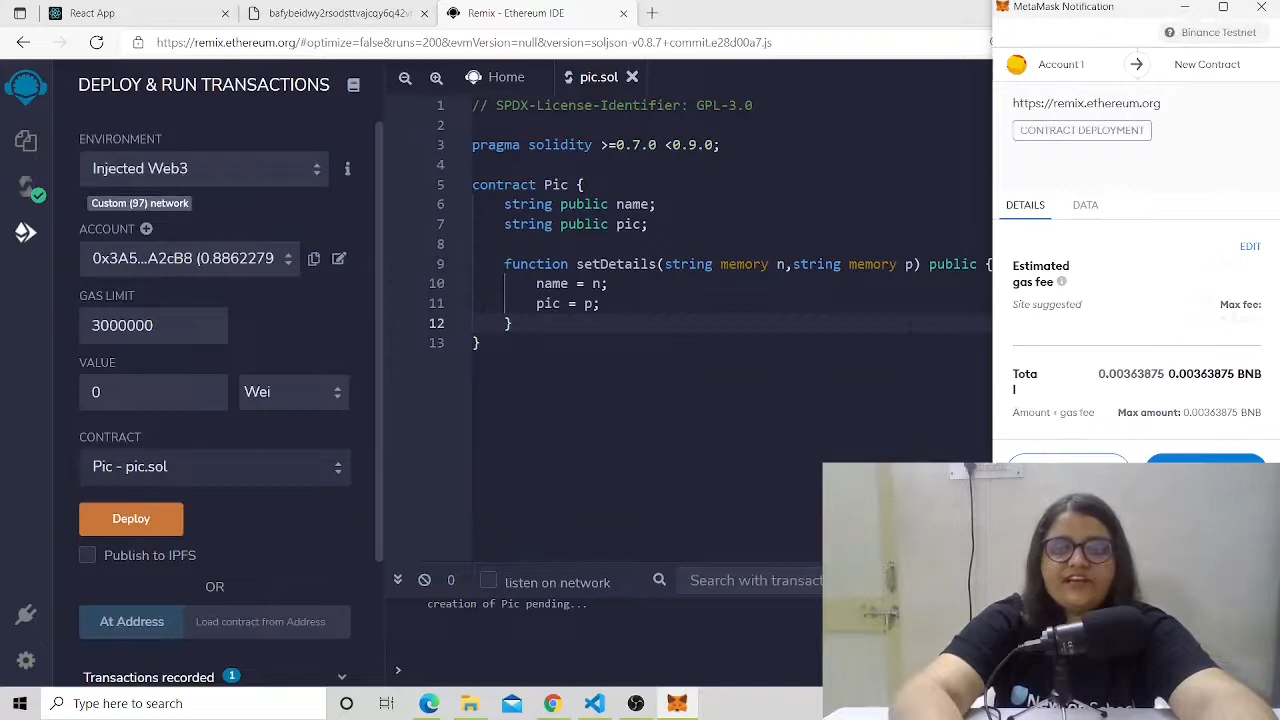 React App
bafybeidwy2rsodsttvajcqy6q42vr
Remix - Ethereum IDE
MetaMask Notification
https://remix.ethereum.org/#optimize=false&runs=200&evmVersion=null&version=soljson-v0.8.7+commit.e28d00a7.js
Binance Testnet
DEPLOY & RUN TRANSACTIONS
Home
pic.sol
Account 1
New Contract
ENVIRONMENT
Injected Web3
Custom (97) network
ACCOUNT
0x3A5...A2cB8 (0.8862279
GAS LIMIT
3000000
VALUE
0
Wei
CONTRACT
Pic - pic.sol
Deploy
Publish to IPFS
OR
At Address
Load contract from Address
Transactions recorded 1
1 // SPDX-License-Identifier: GPL-3.0
2
3 pragma solidity >=0.7.0 <0.9.0;
4
5 contract Pic {
6 string public name;
7 string public pic;
8
9 function setDetails(string memory n,string memory p) public {
10 name = n;
11 pic = p;
12 }
13 }
0
listen on network
Search with transact
creation of Pic pending...
>
https://remix.ethereum.org
CONTRACT DEPLOYMENT
DETAILS
DATA
EDIT
Estimated
gas fee
Site suggested
Max fee:
Tota
l
0.00363875 0.00363875 BNB
Amount + gas fee
Max amount: 0.00363875 BNB
Type here to search